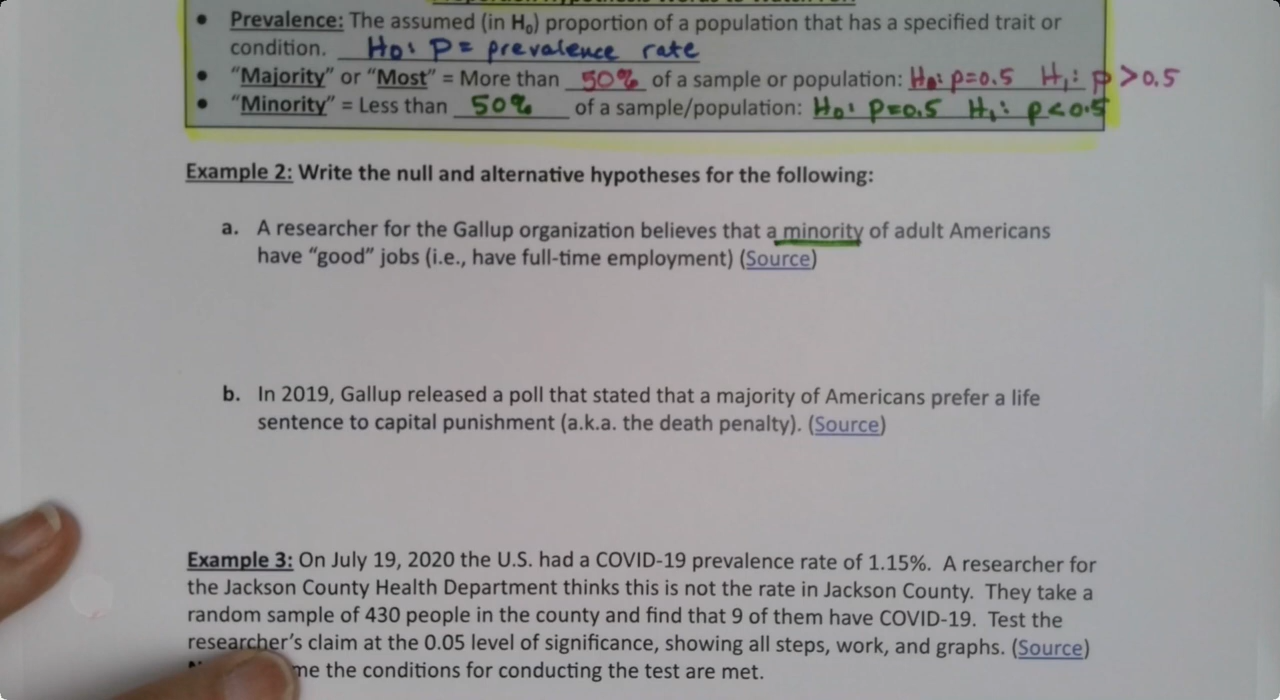 • Prevalence: The assumed (in H₀) proportion of a population that has a specified trait or
condition. H₀: P = prevalence rate
• "Majority" or "Most" = More than 50% of a sample or population: H₀: p=0.5 H₁: p >0.5
• "Minority" = Less than 50% of a sample/population: H₀: p=0.5 H₁: p<0.5
Example 2: Write the null and alternative hypotheses for the following:
a. A researcher for the Gallup organization believes that a minority of adult Americans
have "good" jobs (i.e., have full-time employment) (Source)
b. In 2019, Gallup released a poll that stated that a majority of Americans prefer a life
sentence to capital punishment (a.k.a. the death penalty). (Source)
Example 3: On July 19, 2020 the U.S. had a COVID-19 prevalence rate of 1.15%. A researcher for
the Jackson County Health Department thinks this is not the rate in Jackson County. They take a
random sample of 430 people in the county and find that 9 of them have COVID-19. Test the
researcher's claim at the 0.05 level of significance, showing all steps, work, and graphs. (Source)
me the conditions for conducting the test are met.